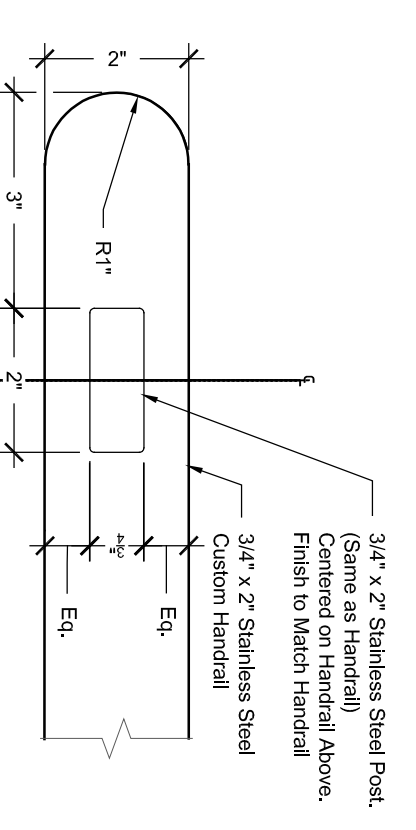 3/4" x 2" Stainless Steel Post.
(Same as Handrail)
Centered on Handrail Above.
Finish to Match Handrail
3/4" x 2" Stainless Steel
Custom Handrail
2"
R1"
3"
2"
3/4"
Eq.
Eq.